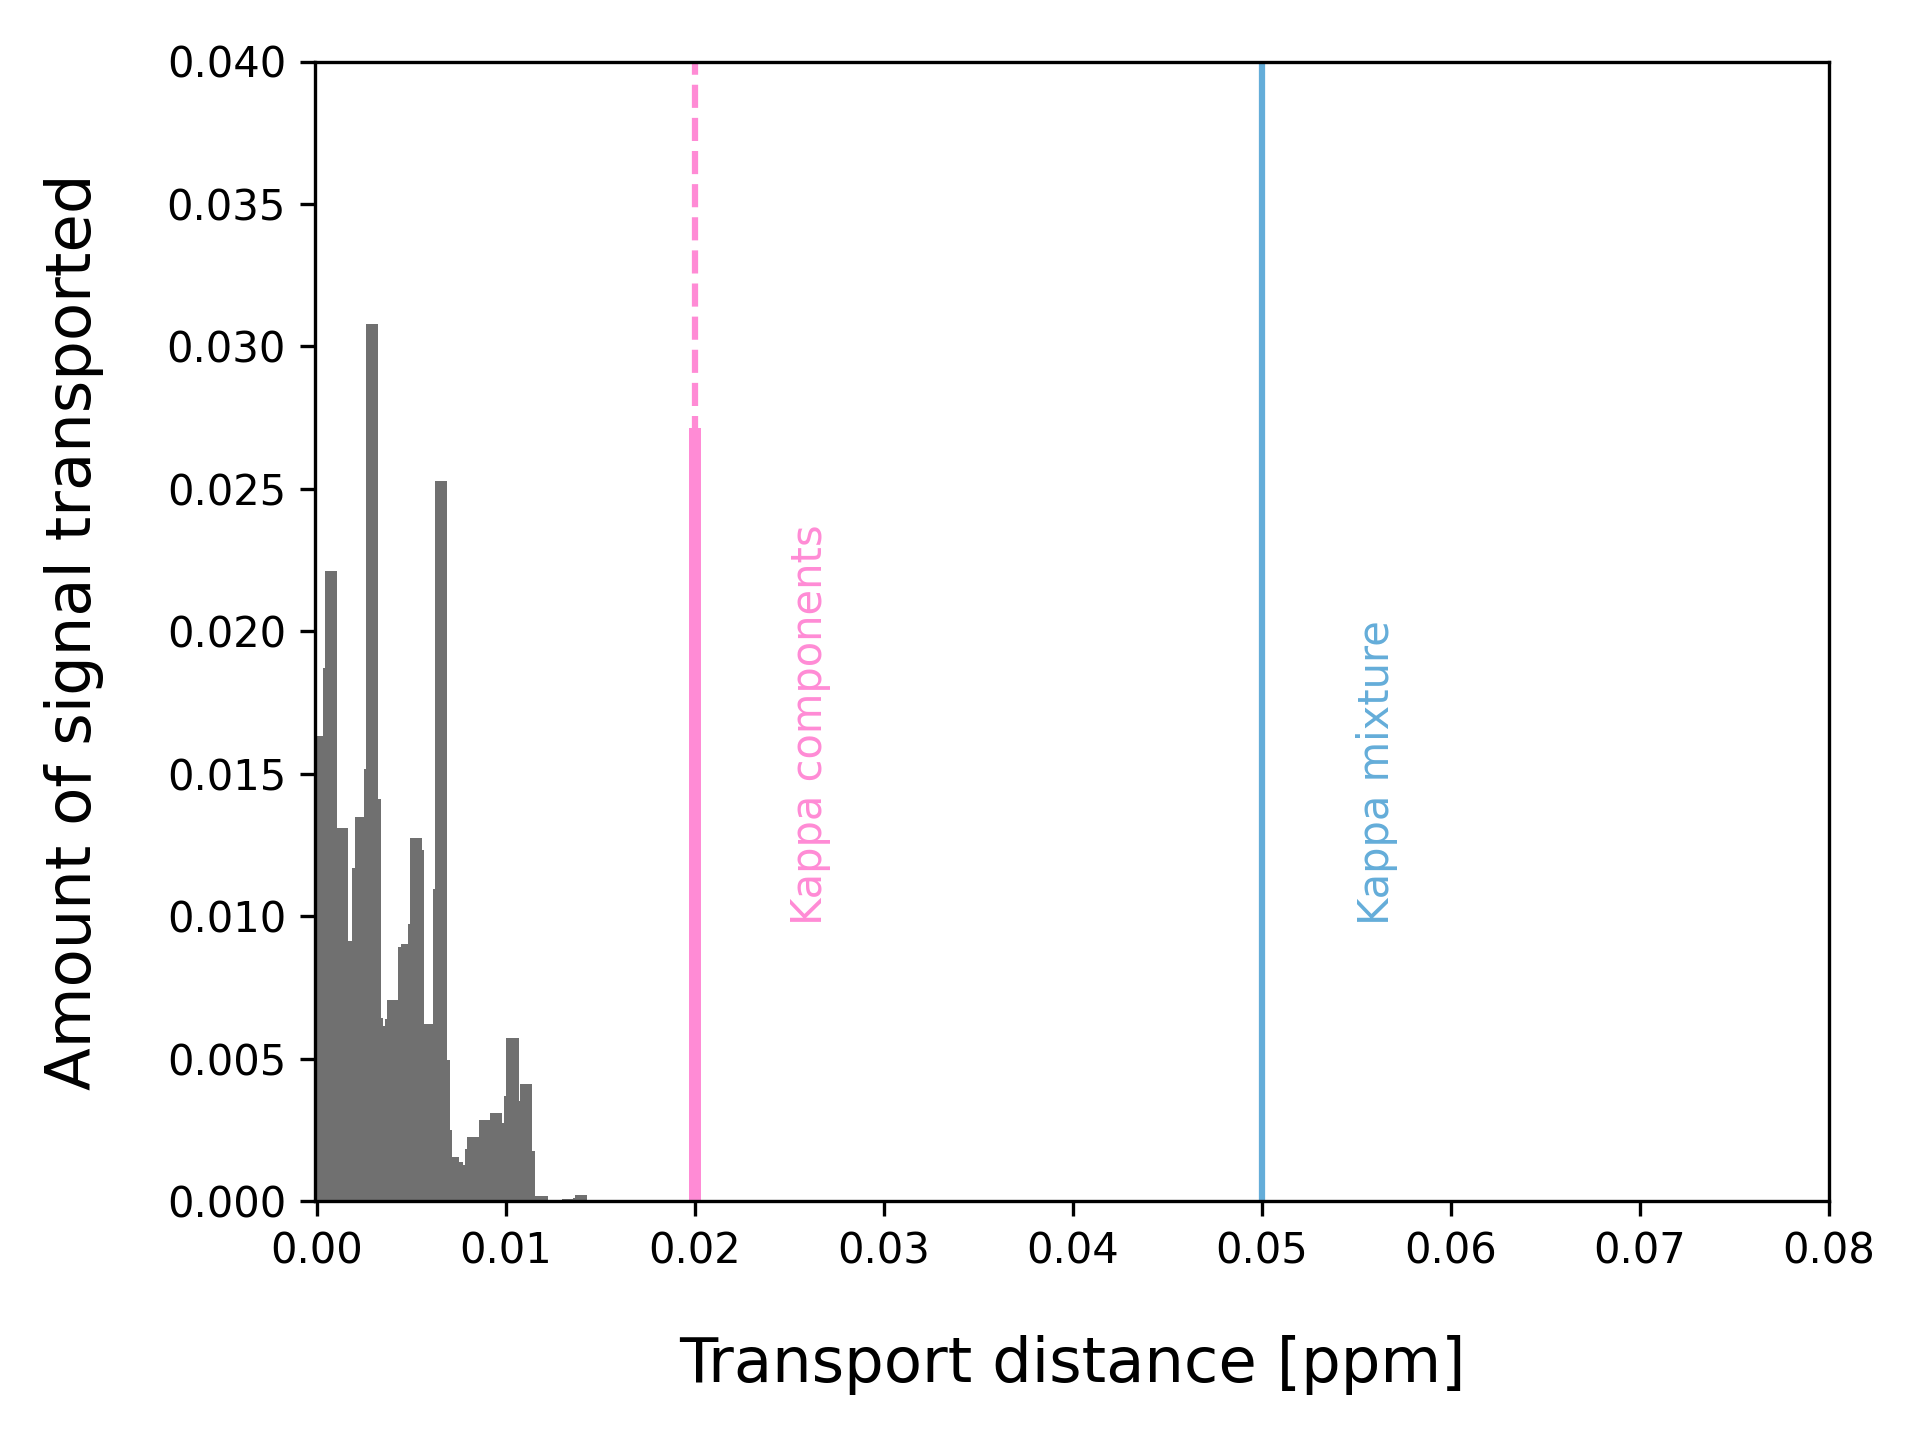 Amount of signal transported
0.040
0.035
0.030
0.025
0.020
0.015
0.010
0.005
0.000
Kappa components
Kappa mixture
0.00 0.01 0.02 0.03 0.04 0.05 0.06 0.07 0.08
Transport distance [ppm]